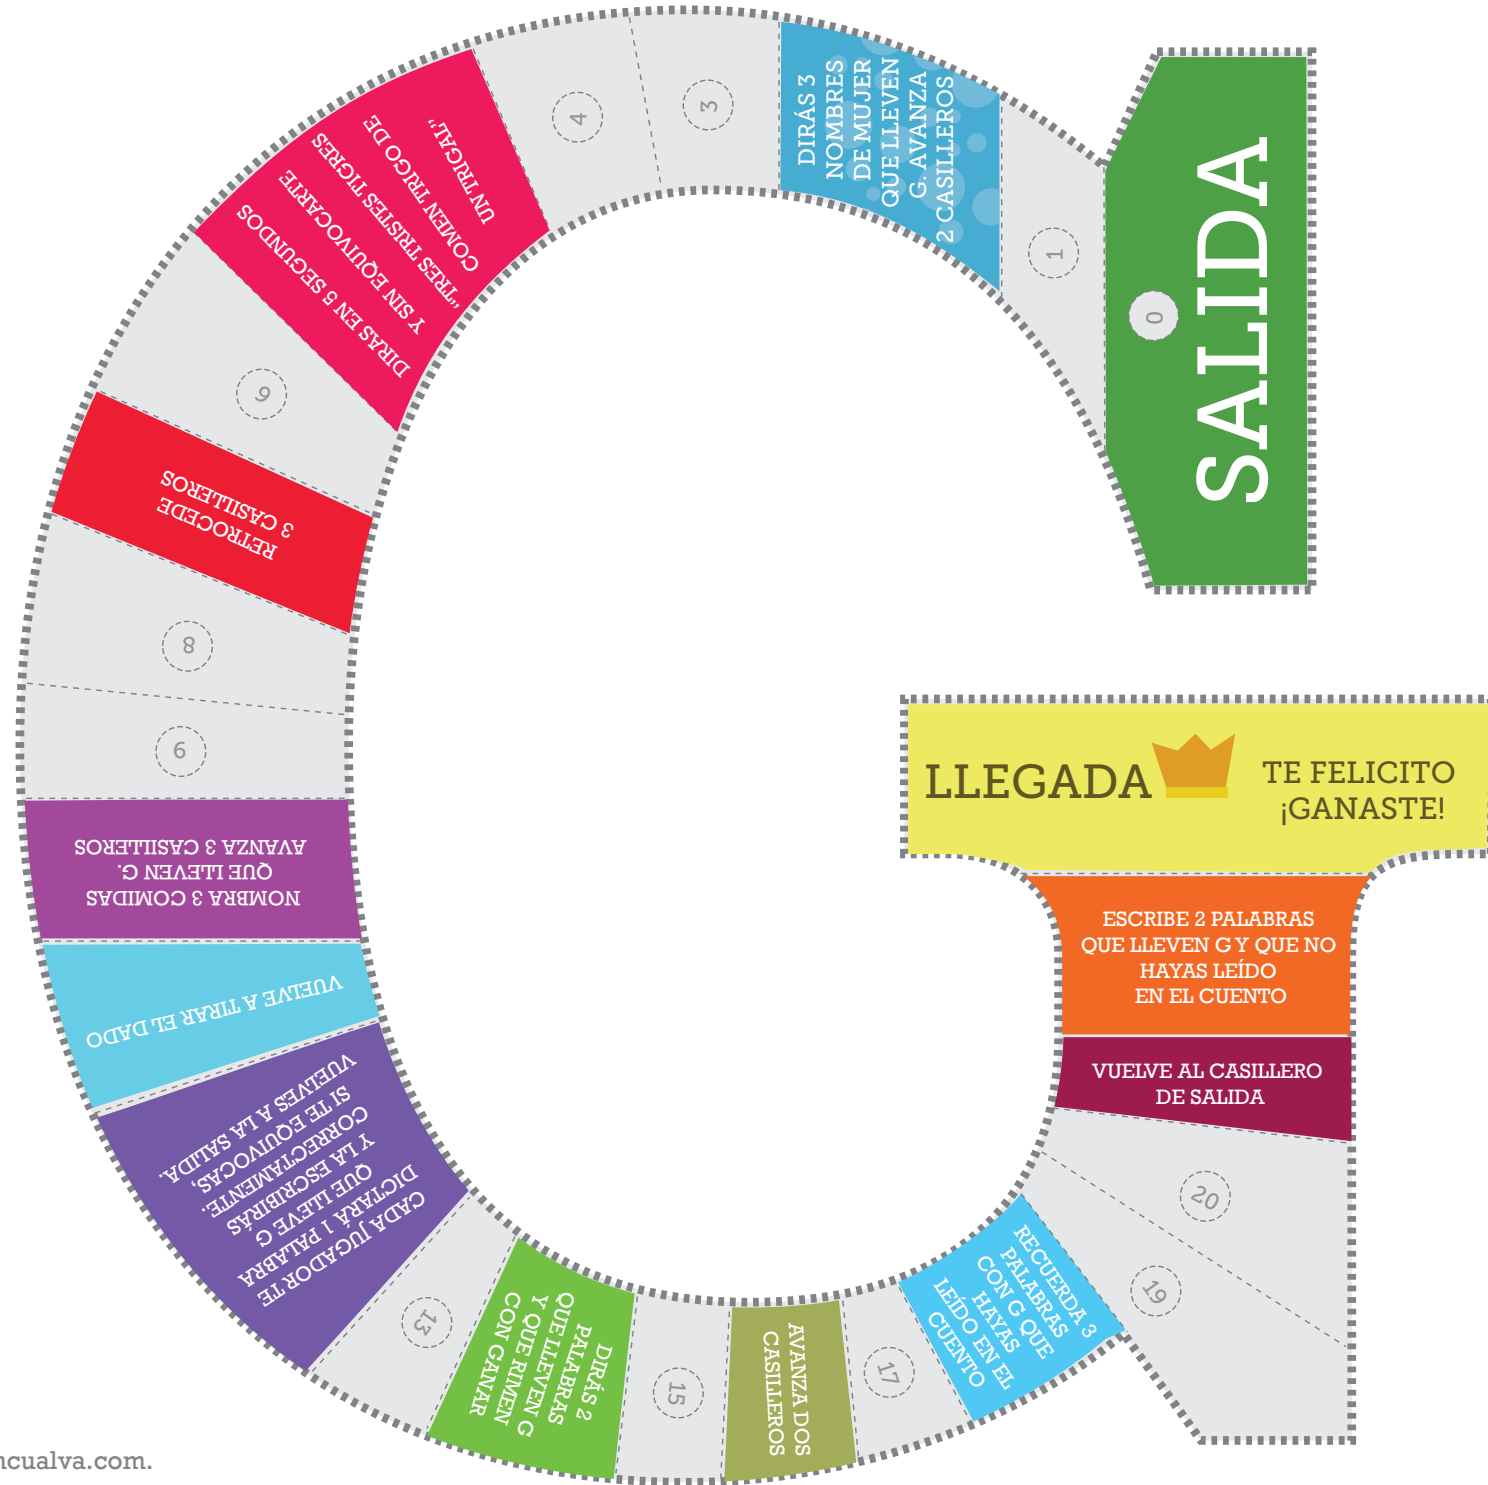 SALIDA
0
1
DIRÁS 3
NOMBRES
DE MUJER
QUE LLEVEN
G. AVANZA
2 CASILLEROS
3
4
DIRAS EN 5 SEGUNDOS
Y SIN EQUIVOCARTE
“TRES TRISTES TIGRES
COMEN TRIGO DE
UN TRIGAL”.
6
RETROCEDE
3 CASILLEROS
8
9
NOMBRA 3 COMIDAS
QUE LLEVEN G.
AVANZA 3 CASILLEROS
VUELVE A TIRAR EL DADO
CADA JUGADOR TE
DICTARÁ 1 PALABRA
QUE LLEVE G
Y LA ESCRIBIRÁS
CORRECTAMENTE.
SI TE EQUIVOCAS,
VUELVES A LA SALIDA.
13
DIRÁS 2
PALABRAS
QUE LLEVEN G
Y QUE RIMEN
CON GANAR
15
AVANZA DOS
CASILLEROS
17
RECUERDA 3
PALABRAS
CON G QUE
HAYAS
LEÍDO EN EL
CUENTO
19
20
VUELVE AL CASILLERO
DE SALIDA
ESCRIBE 2 PALABRAS
QUE LLEVEN G Y QUE NO
HAYAS LEÍDO
EN EL CUENTO
LLEGADA
TE FELICITO
¡GANASTE!
ncualva.com.